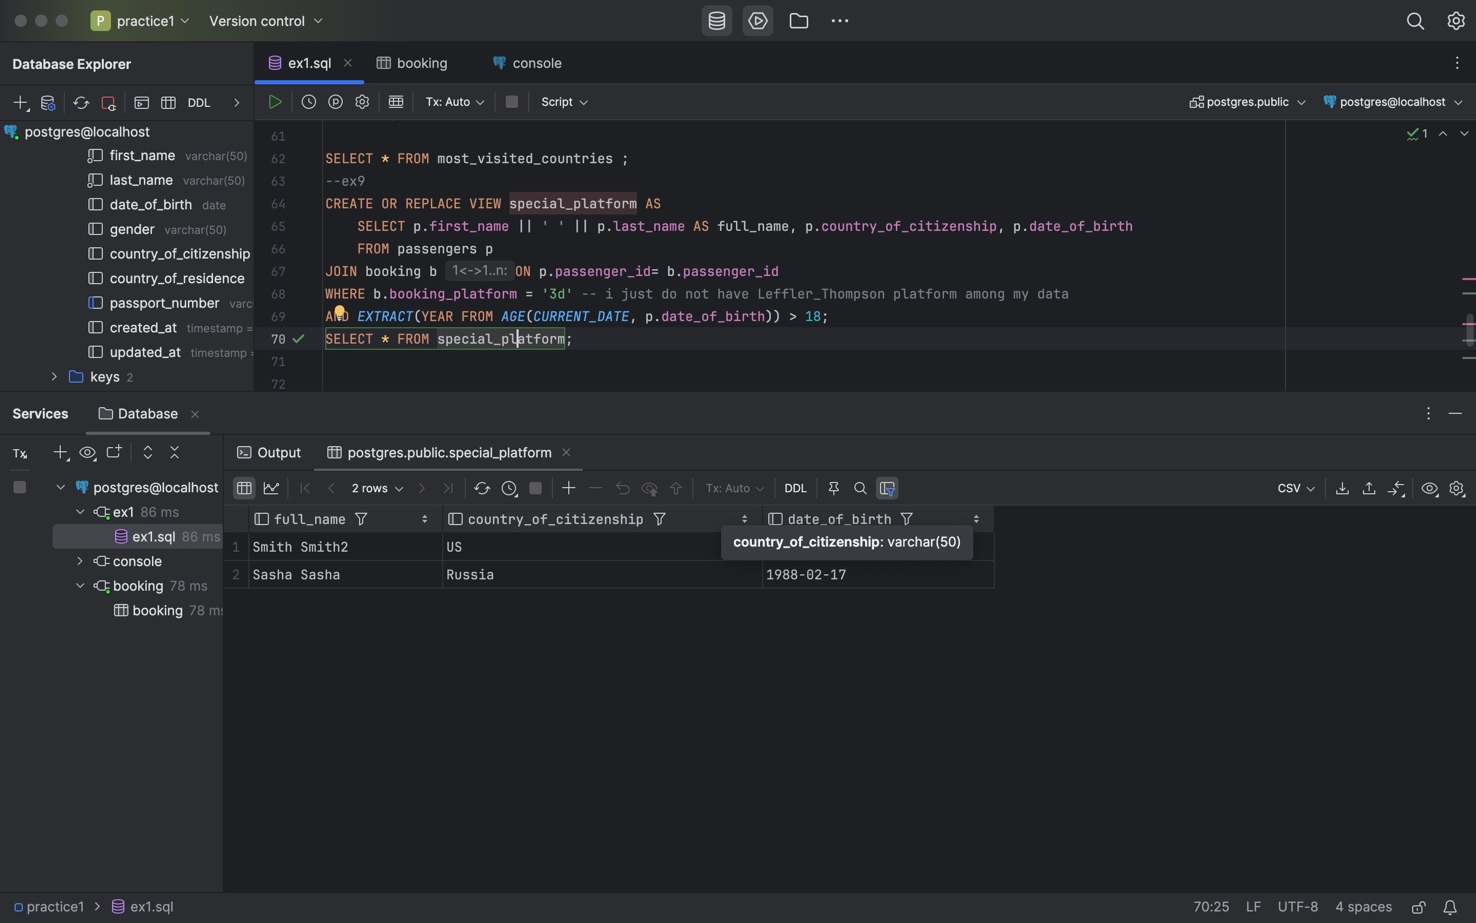 P practice1 Version control
Database Explorer
ex1.sql booking console
DDL Tx: Auto Script postgres.public postgres@localhost
postgres@localhost
first_name varchar(50)
last_name varchar(50)
date_of_birth date
gender varchar(50)
country_of_citizenship
country_of_residence
passport_number varc
created_at timestamp =
updated_at timestamp =
keys 2
1
61
62 SELECT * FROM most_visited_countries ;
63 --ex9
64 CREATE OR REPLACE VIEW special_platform AS
65 SELECT p.first_name || ' ' || p.last_name AS full_name, p.country_of_citizenship, p.date_of_birth
66 FROM passengers p
67 JOIN booking b 1<->1..n: ON p.passenger_id= b.passenger_id
68 WHERE b.booking_platform = '3d' -- i just do not have Leffler_Thompson platform among my data
69 AND EXTRACT(YEAR FROM AGE(CURRENT_DATE, p.date_of_birth)) > 18;
70 SELECT * FROM special_platform;
71
72
Services Database
Tx
Output postgres.public.special_platform
postgres@localhost
ex1 86 ms
ex1.sql 86 ms
console
booking 78 ms
booking 78 ms
2 rows Tx: Auto DDL CSV
full_name country_of_citizenship date_of_birth
country_of_citizenship: varchar(50)
1 Smith Smith2 US
2 Sasha Sasha Russia 1988-02-17
practice1 > ex1.sql 70:25 LF UTF-8 4 spaces